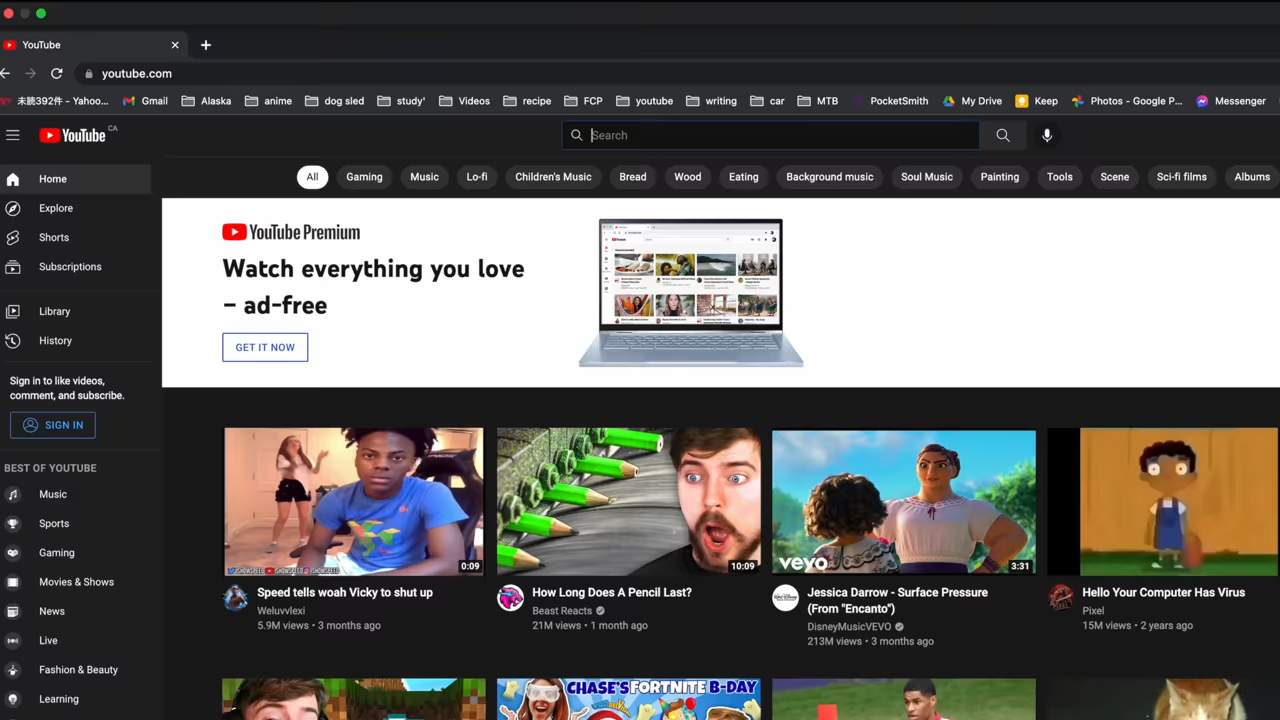 YouTube
youtube.com
未読392件 - Yahoo...
Gmail
Alaska
anime
dog sled
study'
Videos
recipe
FCP
youtube
writing
car
MTB
PocketSmith
My Drive
Keep
Photos - Google P...
Messenger
YouTube CA
Search
Home
Explore
Shorts
Subscriptions
Library
History
Sign in to like videos,
comment, and subscribe.
SIGN IN
BEST OF YOUTUBE
Music
Sports
Gaming
Movies & Shows
News
Live
Fashion & Beauty
Learning
All
Gaming
Music
Lo-fi
Children's Music
Bread
Wood
Eating
Background music
Soul Music
Painting
Tools
Scene
Sci-fi films
Albums
YouTube Premium
Watch everything you love
– ad-free
GET IT NOW
0:09
Speed tells woah Vicky to shut up
Weluvvlexi
5.9M views • 3 months ago
10:09
How Long Does A Pencil Last?
Beast Reacts
21M views • 1 month ago
vevo
3:31
Jessica Darrow - Surface Pressure
(From "Encanto")
DisneyMusicVEVO
213M views • 3 months ago
Hello Your Computer Has Virus
Pixel
15M views • 2 years ago
CHASE'S FORTNITE B-DAY